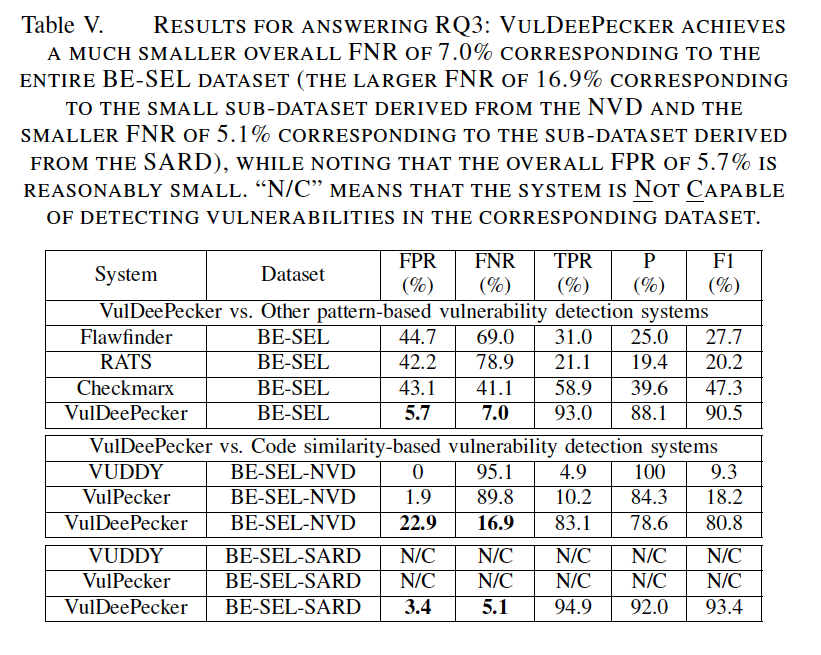 Table V. RESULTS FOR ANSWERING RQ3: VULDEEPECKER ACHIEVES
A MUCH SMALLER OVERALL FNR OF 7.0% CORRESPONDING TO THE
ENTIRE BE-SEL DATASET (THE LARGER FNR OF 16.9% CORRESPONDING
TO THE SMALL SUB-DATASET DERIVED FROM THE NVD AND THE
SMALLER FNR OF 5.1% CORRESPONDING TO THE SUB-DATASET DERIVED
FROM THE SARD), WHILE NOTING THAT THE OVERALL FPR OF 5.7% IS
REASONABLY SMALL. “N/C” MEANS THAT THE SYSTEM IS NOT CAPABLE
OF DETECTING VULNERABILITIES IN THE CORRESPONDING DATASET.
System Dataset FPR (%) FNR (%) TPR (%) P (%) F1 (%)
VulDeePecker vs. Other pattern-based vulnerability detection systems
Flawfinder BE-SEL 44.7 69.0 31.0 25.0 27.7
RATS BE-SEL 42.2 78.9 21.1 19.4 20.2
Checkmarx BE-SEL 43.1 41.1 58.9 39.6 47.3
VulDeePecker BE-SEL 5.7 7.0 93.0 88.1 90.5
VulDeePecker vs. Code similarity-based vulnerability detection systems
VUDDY BE-SEL-NVD 0 95.1 4.9 100 9.3
VulPecker BE-SEL-NVD 1.9 89.8 10.2 84.3 18.2
VulDeePecker BE-SEL-NVD 22.9 16.9 83.1 78.6 80.8
VUDDY BE-SEL-SARD N/C N/C N/C N/C N/C
VulPecker BE-SEL-SARD N/C N/C N/C N/C N/C
VulDeePecker BE-SEL-SARD 3.4 5.1 94.9 92.0 93.4